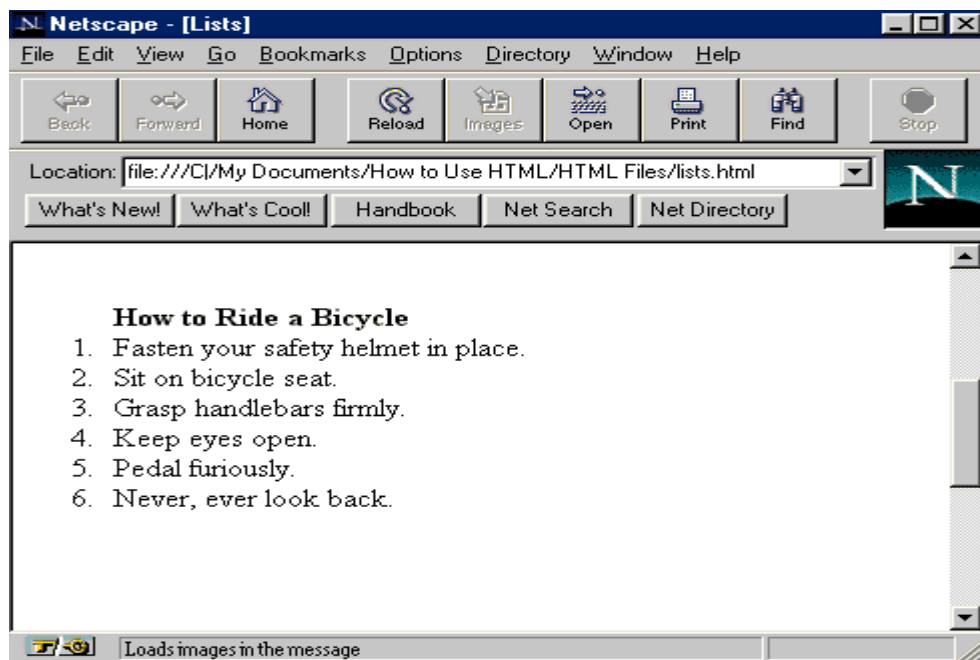 N Netscape - [Lists]
File Edit View Go Bookmarks Options Directory Window Help
Back Forward Home Reload Images Open Print Find Stop
Location: file:///C|/My Documents/How to Use HTML/HTML Files/lists.html
N
What's New! What's Cool! Handbook Net Search Net Directory
How to Ride a Bicycle
1. Fasten your safety helmet in place.
2. Sit on bicycle seat.
3. Grasp handlebars firmly.
4. Keep eyes open.
5. Pedal furiously.
6. Never, ever look back.
Loads images in the message